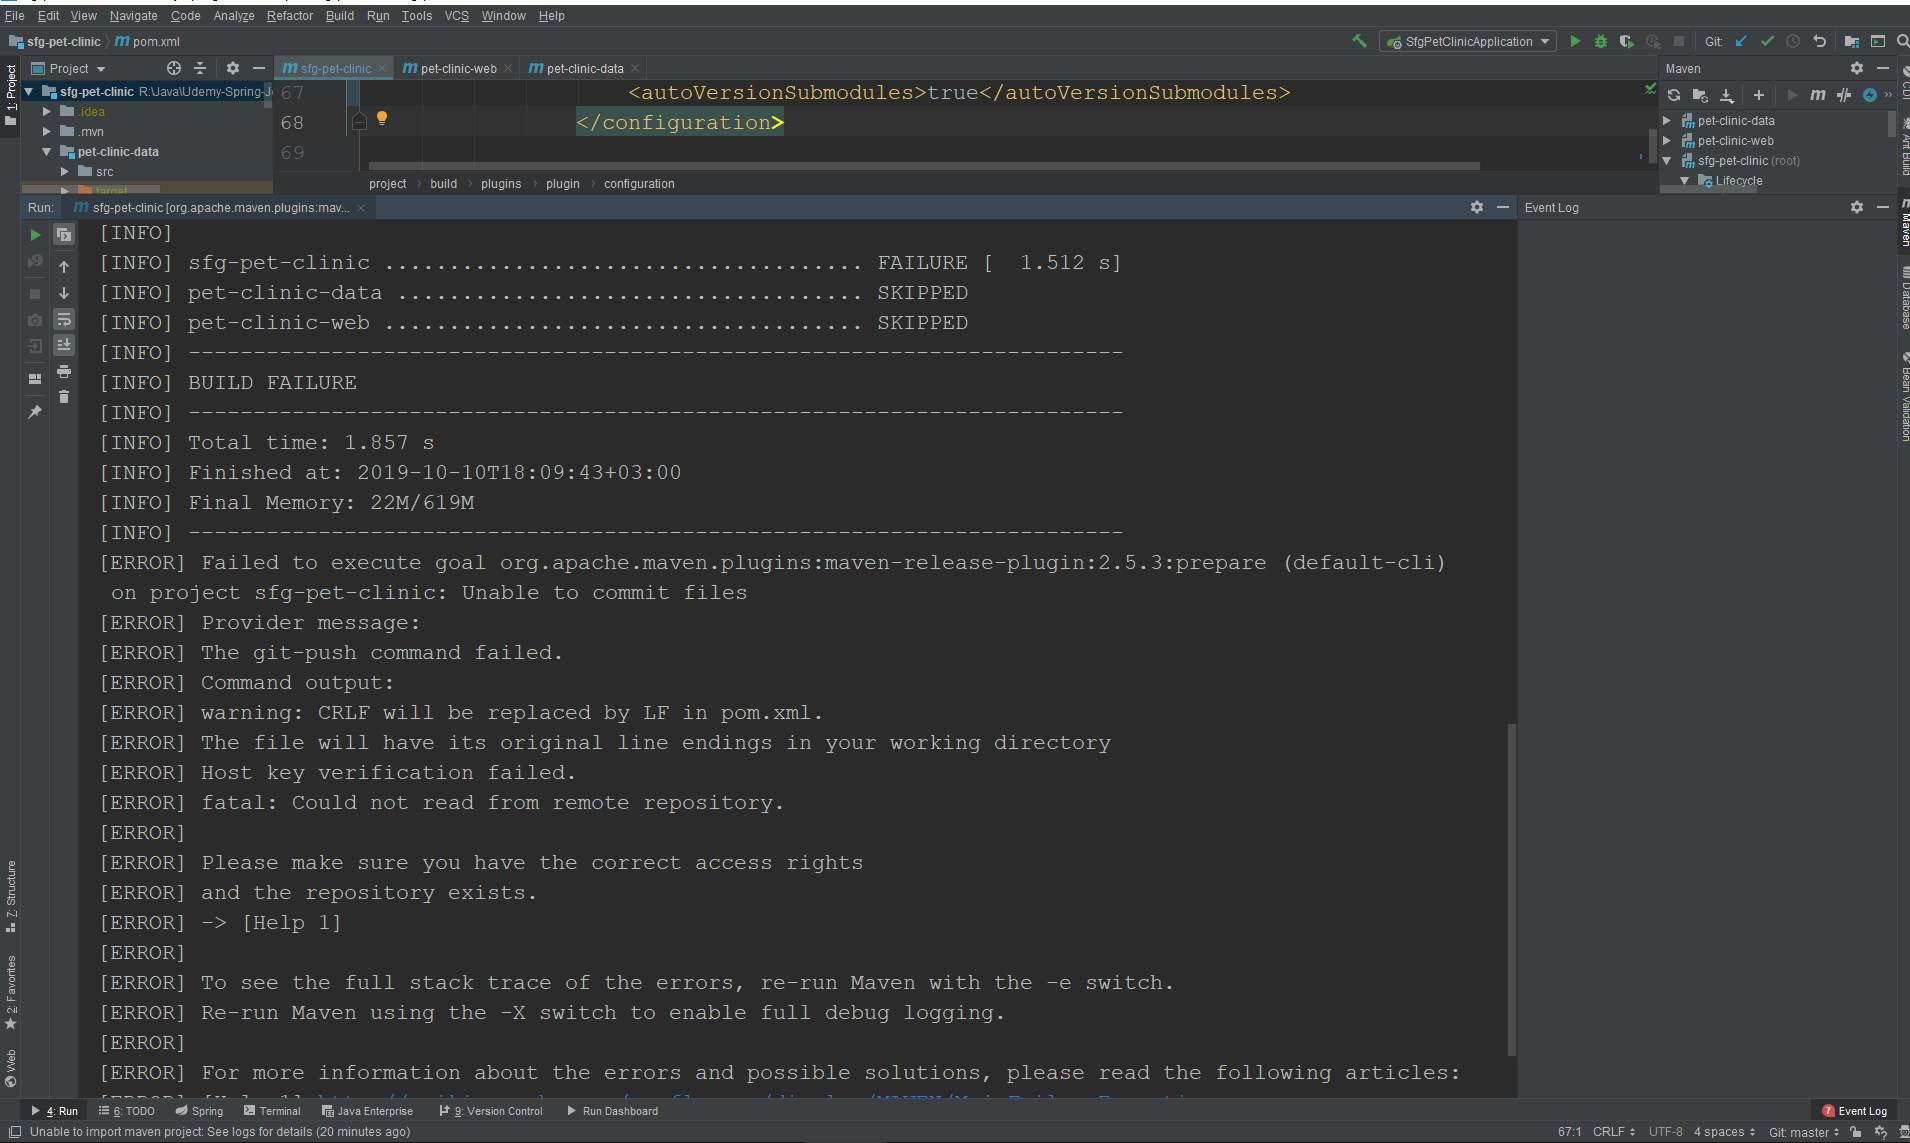 File Edit View Navigate Code Analyze Refactor Build Run Tools VCS Window Help
sfg-pet-clinic pom.xml
SfgPetClinicApplication Git:
1: Project
Project
sfg-pet-clinic pet-clinic-web pet-clinic-data
Maven
sfg-pet-clinic R:\Java\Udemy-Spring-
.idea
.mvn
pet-clinic-data
src
target
67 <autoVersionSubmodules>true</autoVersionSubmodules>
68 </configuration>
69
project build plugins plugin configuration
pet-clinic-data
pet-clinic-web
sfg-pet-clinic (root)
Lifecycle
CDI
Ant Build
Maven
Database
Bean Validation
Run: sfg-pet-clinic [org.apache.maven.plugins:mav...
Event Log
[INFO]
[INFO] sfg-pet-clinic ..................................... FAILURE [  1.512 s]
[INFO] pet-clinic-data .................................... SKIPPED
[INFO] pet-clinic-web ..................................... SKIPPED
[INFO] ------------------------------------------------------------------------
[INFO] BUILD FAILURE
[INFO] ------------------------------------------------------------------------
[INFO] Total time: 1.857 s
[INFO] Finished at: 2019-10-10T18:09:43+03:00
[INFO] Final Memory: 22M/619M
[INFO] ------------------------------------------------------------------------
[ERROR] Failed to execute goal org.apache.maven.plugins:maven-release-plugin:2.5.3:prepare (default-cli)
on project sfg-pet-clinic: Unable to commit files
[ERROR] Provider message:
[ERROR] The git-push command failed.
[ERROR] Command output:
[ERROR] warning: CRLF will be replaced by LF in pom.xml.
[ERROR] The file will have its original line endings in your working directory
[ERROR] Host key verification failed.
[ERROR] fatal: Could not read from remote repository.
[ERROR]
[ERROR] Please make sure you have the correct access rights
[ERROR] and the repository exists.
[ERROR] -> [Help 1]
[ERROR]
[ERROR] To see the full stack trace of the errors, re-run Maven with the -e switch.
[ERROR] Re-run Maven using the -X switch to enable full debug logging.
[ERROR]
[ERROR] For more information about the errors and possible solutions, please read the following articles:
7: Structure
2: Favorites
Web
4: Run 6: TODO Spring Terminal Java Enterprise 9: Version Control Run Dashboard
7 Event Log
Unable to import maven project: See logs for details (20 minutes ago)
67:1 CRLF UTF-8 4 spaces Git: master